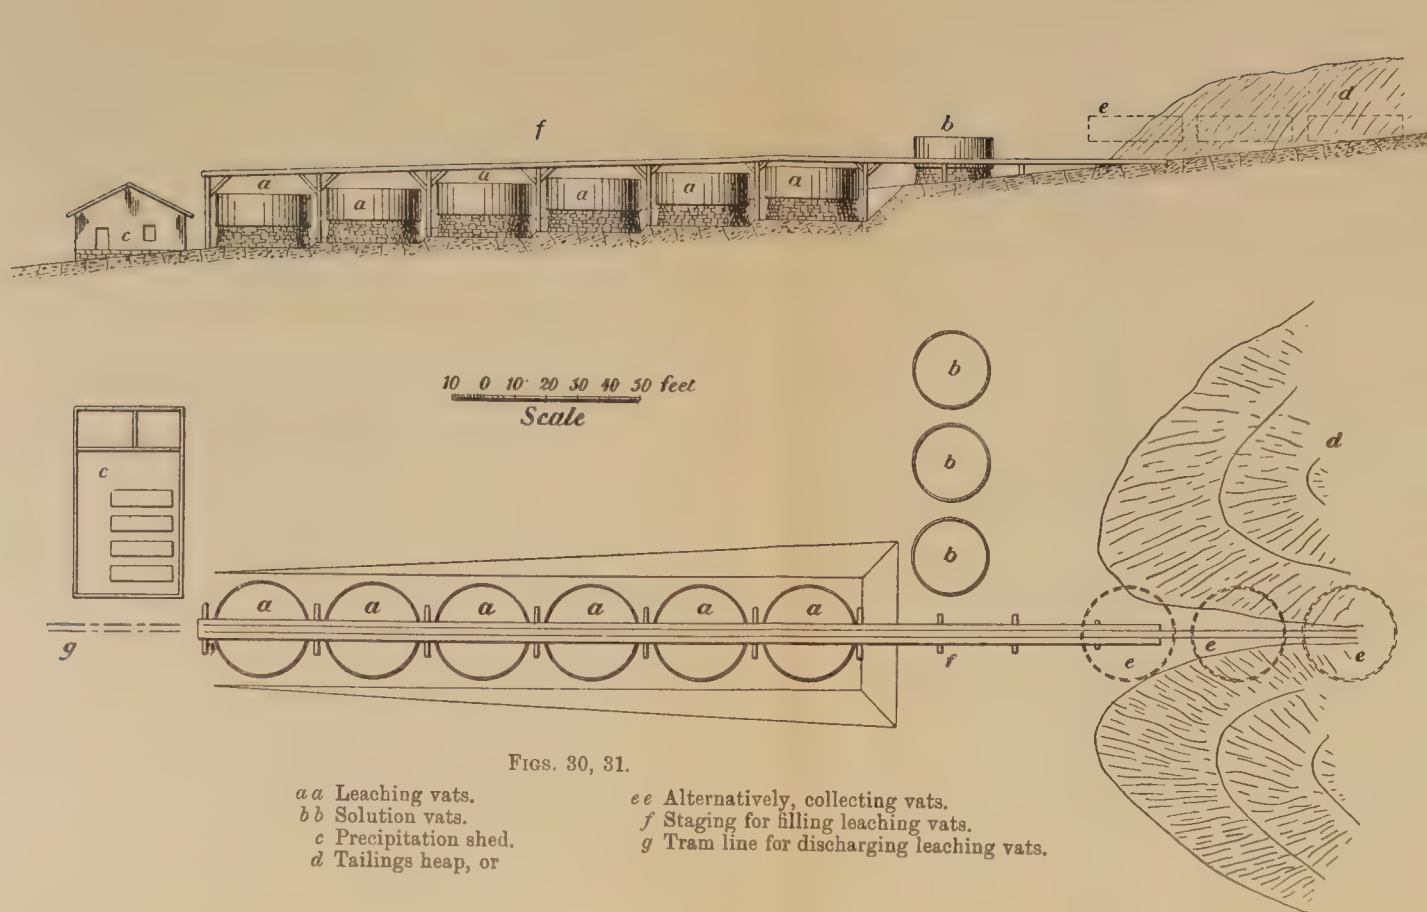 f
b
e
d
a
a
a
a
a
a
c
10 0 10 20 30 40 50 feet
Scale
b
b
b
d
c
a a a a a a
g
f
e
e
e
FIGS. 30, 31.
a a Leaching vats.
b b Solution vats.
c Precipitation shed.
d Tailings heap, or
e e Alternatively, collecting vats.
f Staging for filling leaching vats.
g Tram line for discharging leaching vats.